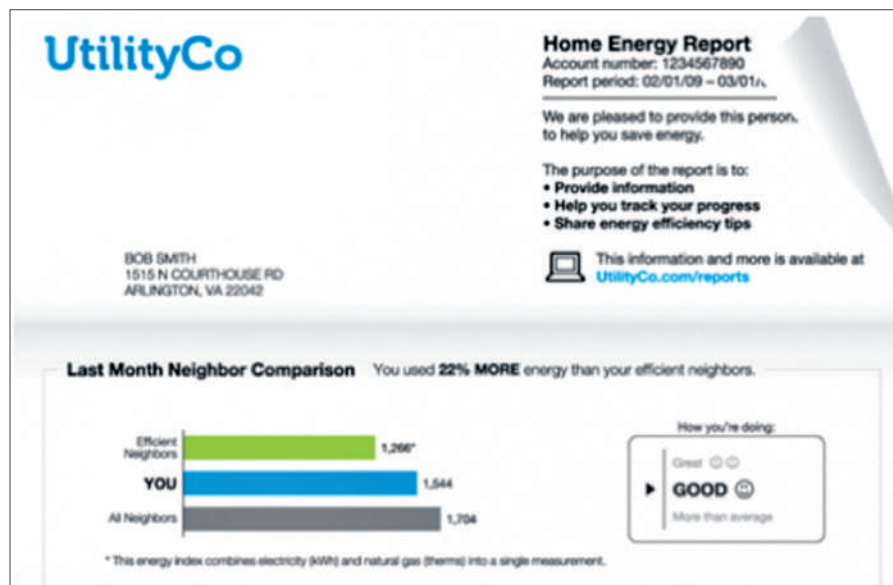 UtilityCo
Home Energy Report
Account number: 1234567890
Report period: 02/01/09 – 03/01/
We are pleased to provide this person.
to help you save energy.
The purpose of the report is to:
• Provide information
• Help you track your progress
• Share energy efficiency tips
BOB SMITH
1515 N COURTHOUSE RD
ARLINGTON, VA 22042
This information and more is available at
UtilityCo.com/reports
Last Month Neighbor Comparison You used 22% MORE energy than your efficient neighbors.
How you're doing:
Efficient
Neighbors
1,266*
YOU
1,544
All Neighbors
1,704
Great
GOOD
More than average
* This energy index combines electricity (kWh) and natural gas (therms) into a single measurement.